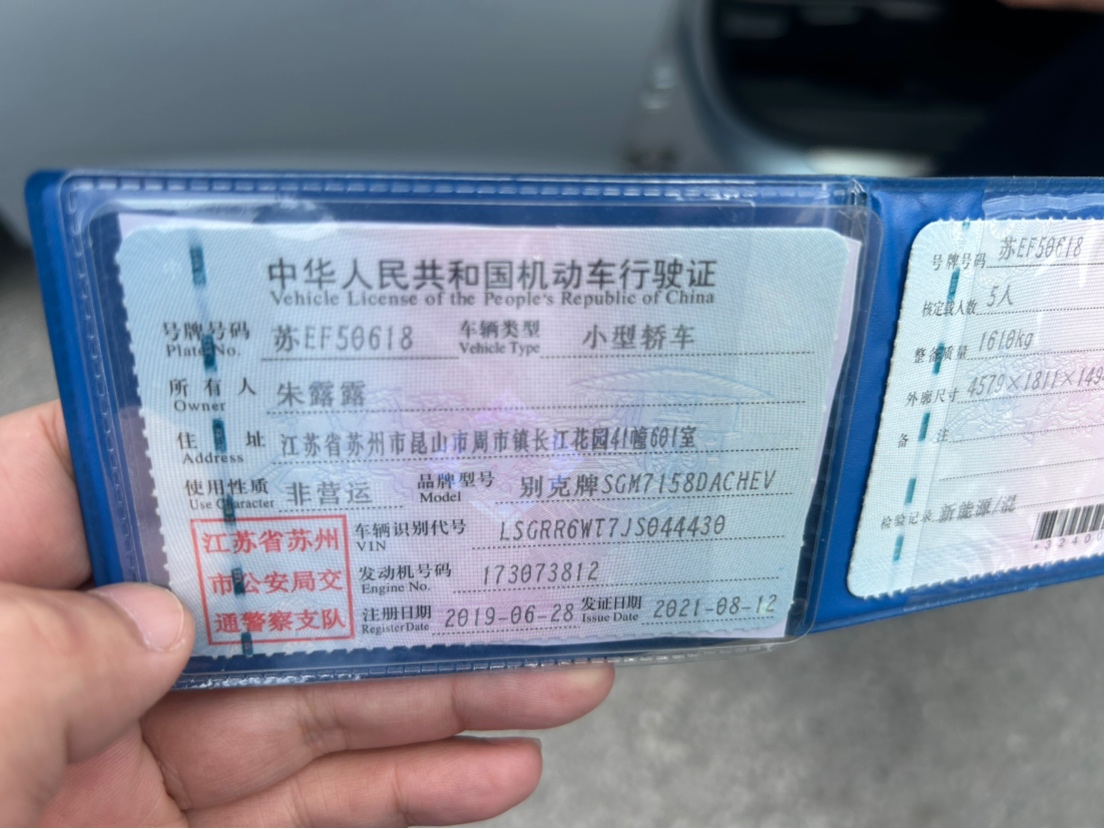 中华人民共和国机动车行驶证
Vehicle License of the People's Republic of China
号牌号码 苏EF50618 车辆类型 小型轿车
Plate No. Vehicle Type
所有人 朱露露
Owner
住址 江苏省苏州市昆山市周市镇长江花园41幢601室
Address
使用性质 非营运 品牌型号 别克牌SGM7158DACHEV
Use Character Model
江苏省苏州
市公安局交
通警察支队
车辆识别代号 LSGRR6WT7JS044430
VIN
发动机号码 173073812
Engine No.
注册日期 2019-06-28 发证日期 2021-08-12
Register Date Issue Date
号牌号码 苏EF50618
核定载人数 5人
整备质量 1610kg
外廓尺寸 4579×1811×149
备注
检验记录 新能源/混